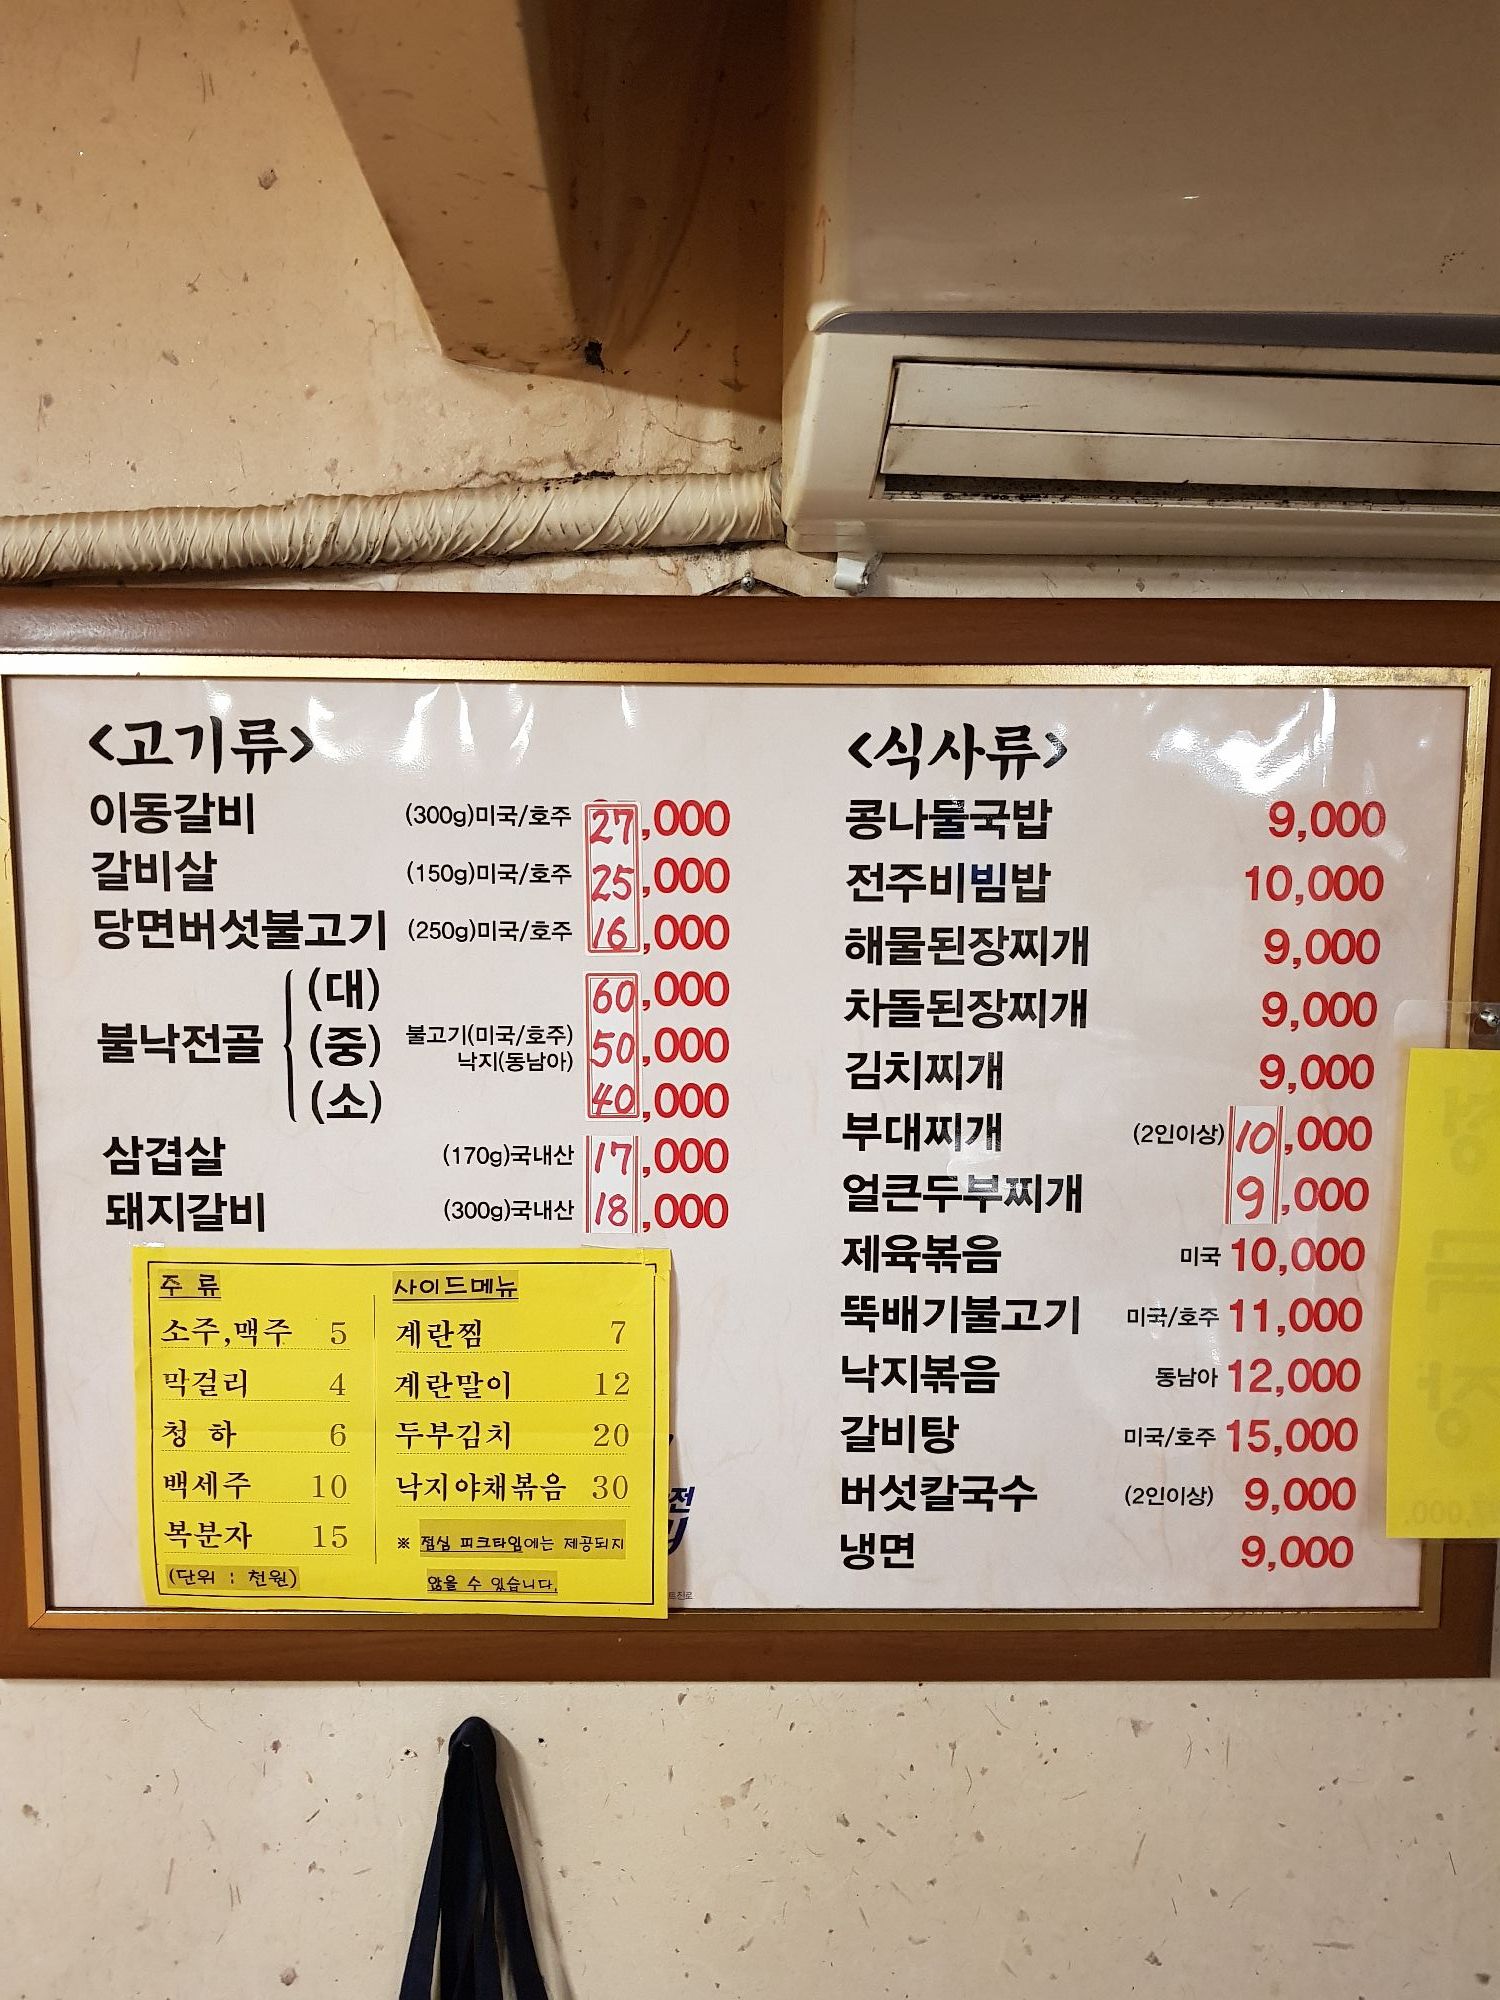 <고기류>
이동갈비 (300g)미국/호주 27,000
갈비살 (150g)미국/호주 25,000
당면버섯불고기 (250g)미국/호주 16,000
(대) 60,000
불낙전골 (중) 불고기(미국/호주) 낙지(동남아) 50,000
(소) 40,000
삼겹살 (170g)국내산 17,000
돼지갈비 (300g)국내산 18,000
주 류
소주,맥주 5
막걸리 4
청 하 6
백세주 10
복분자 15
(단위 : 천원)
사이드메뉴
계란찜 7
계란말이 12
두부김치 20
낙지야채볶음 30
※ 점심 피크타임에는 제공되지
않을 수 있습니다.
<식사류>
콩나물국밥 9,000
전주비빔밥 10,000
해물된장찌개 9,000
차돌된장찌개 9,000
김치찌개 9,000
부대찌개 (2인이상) 10,000
얼큰두부찌개 9,000
제육볶음 미국 10,000
뚝배기불고기 미국/호주 11,000
낙지볶음 동남아 12,000
갈비탕 미국/호주 15,000
버섯칼국수 (2인이상) 9,000
냉면 9,000